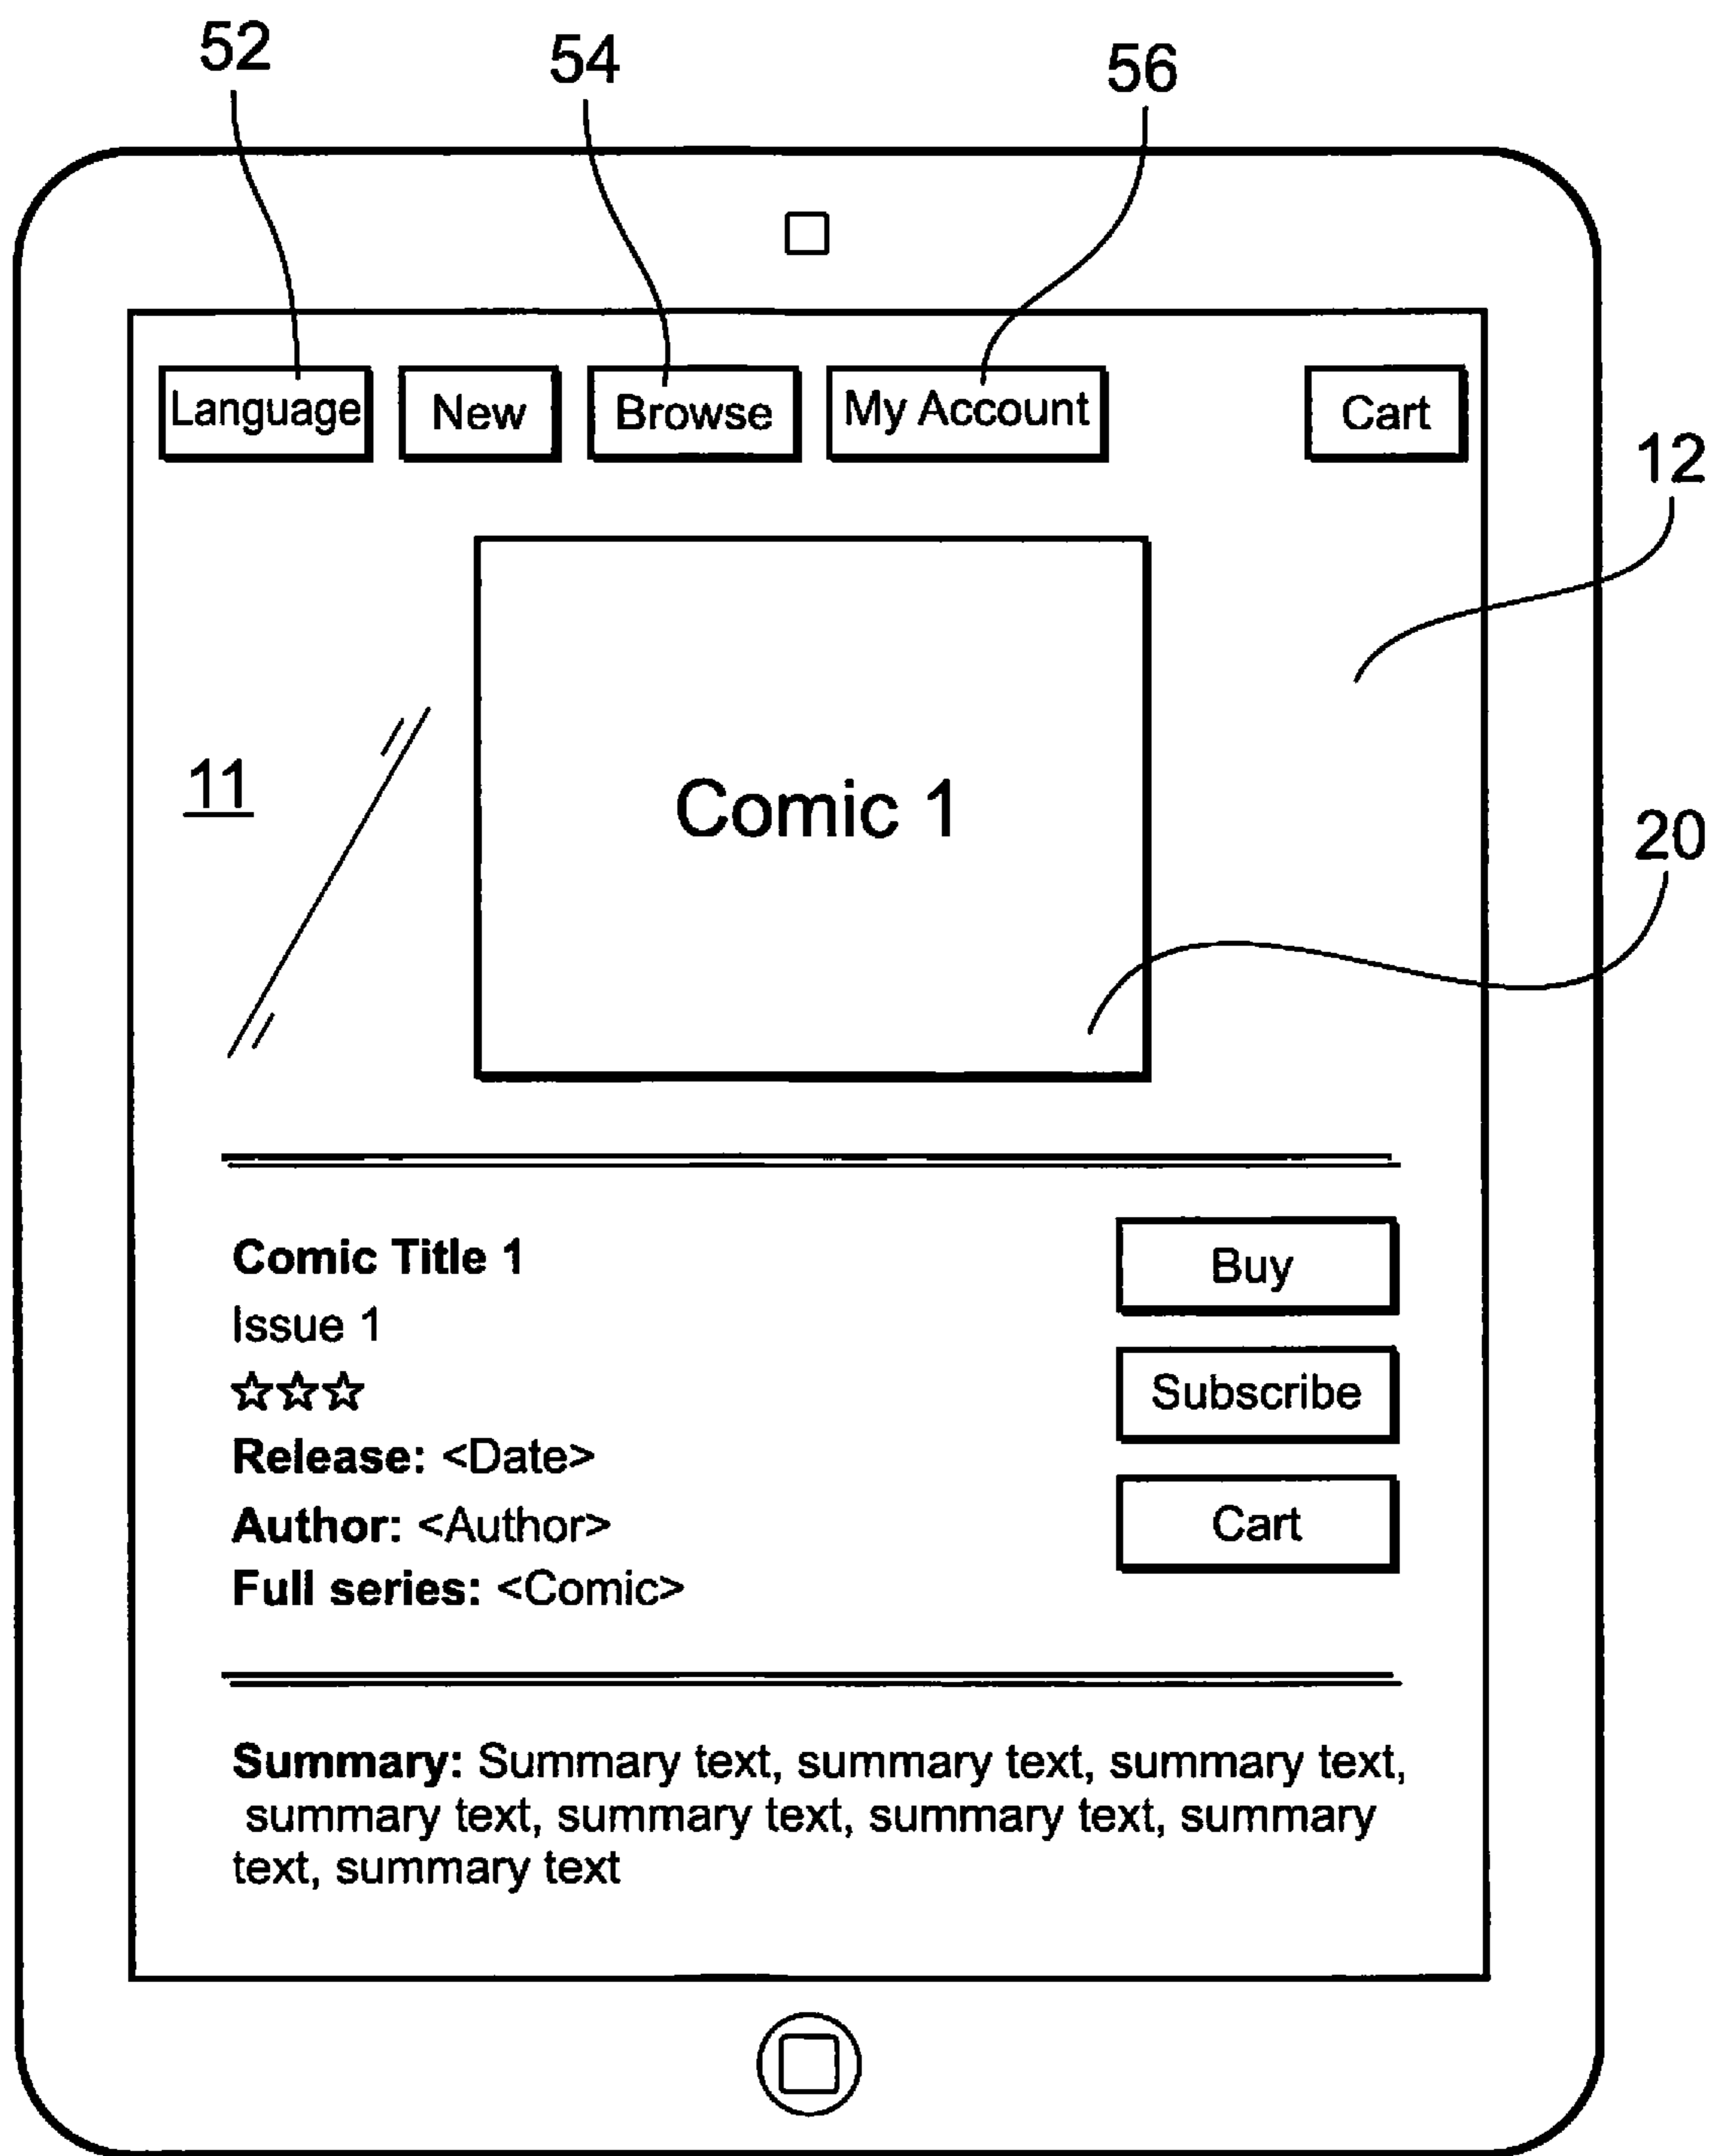 52 54 56
Language New Browse My Account Cart
12
11
Comic 1
20
Comic Title 1
Buy
Issue 1
Subscribe
☆☆☆
Release: <Date>
Author: <Author>
Cart
Full series: <Comic>
Summary: Summary text, summary text, summary text,
summary text, summary text, summary text, summary
text, summary text